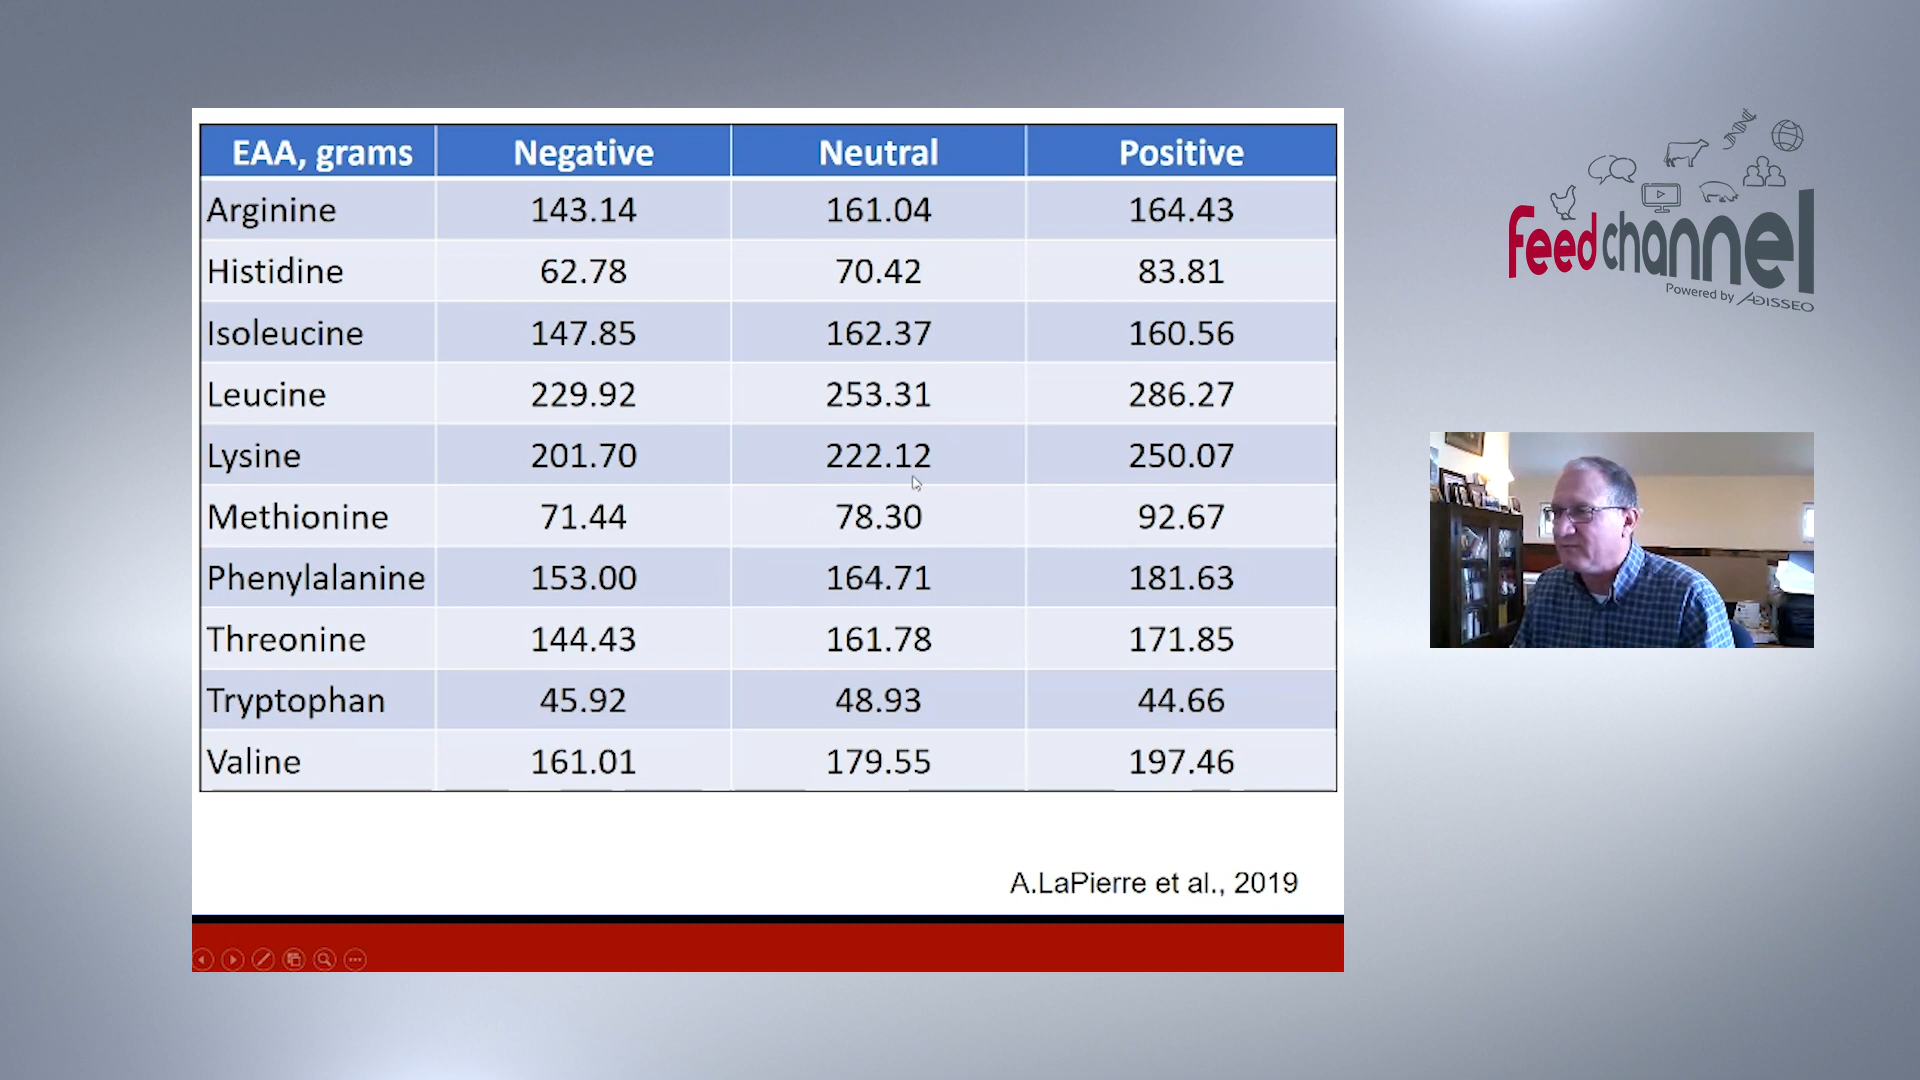 EAA, grams Negative Neutral Positive
Arginine 143.14 161.04 164.43
Histidine 62.78 70.42 83.81
Isoleucine 147.85 162.37 160.56
Leucine 229.92 253.31 286.27
Lysine 201.70 222.12 250.07
Methionine 71.44 78.30 92.67
Phenylalanine 153.00 164.71 181.63
Threonine 144.43 161.78 171.85
Tryptophan 45.92 48.93 44.66
Valine 161.01 179.55 197.46
A.LaPierre et al., 2019
feedchannel
Powered by ADISSEO